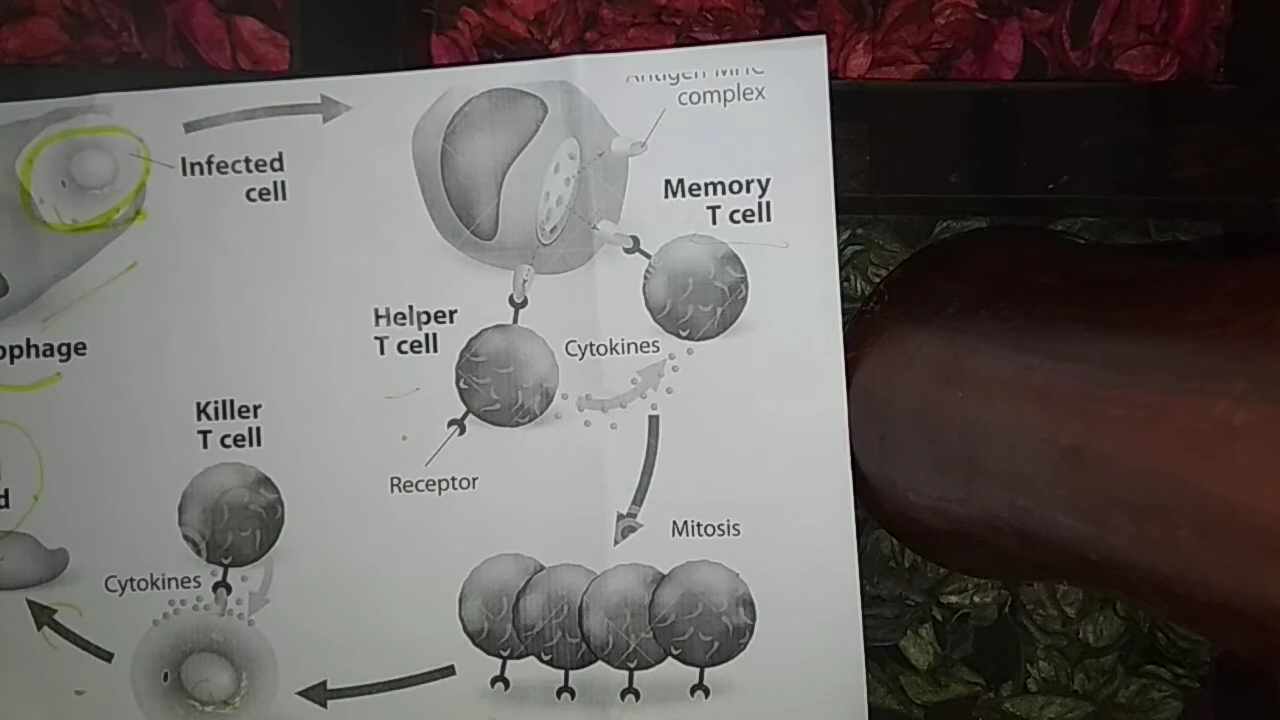 Antigen MHC
complex
Infected
cell
Memory
T cell
Helper
T cell
Cytokines
ophage
Killer
T cell
Receptor
d
Mitosis
Cytokines